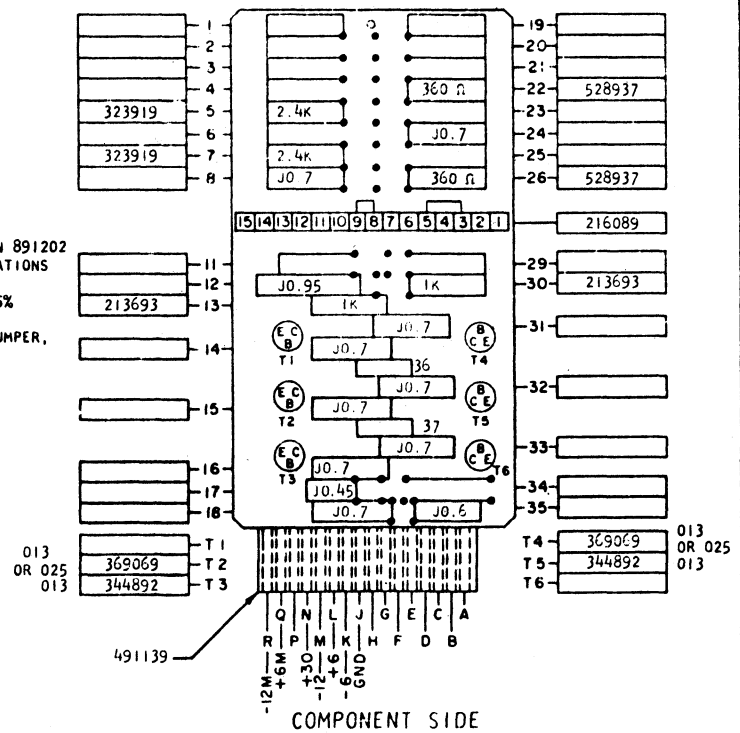 1 19
2 20
3 21
4 360 Ω 22 528937
323919 5 2.4K 23
6 J0.7 24
323919 7 2.4K 25
8 J0.7 360 Ω 26 528937
15 14 13 12 11 10 9 8 7 6 5 4 3 2 1 216089
N 891202
ATIONS
11 29
12 J0.95 1K 30 213693
5%
213693 13 1K
UMPER,
J0.7 31
E C B T1 B C E T4
14 J0.7
36
J0.7 32
E C B T2 B C E T5
15 J0.7
37
J0.7 33
E C B T3 B C E T6
16 J0.7
17 J0.45 34
18 J0.7 J0.6 35
T1 T4 369069 013 OR 025
013 OR 025 369069 T2 T5 344892 013
013 344892 T3 T6
Q N L J G E C A
R P M K H F D B
491139
-12M +6M +30 -12 +6 -6 GND
COMPONENT SIDE